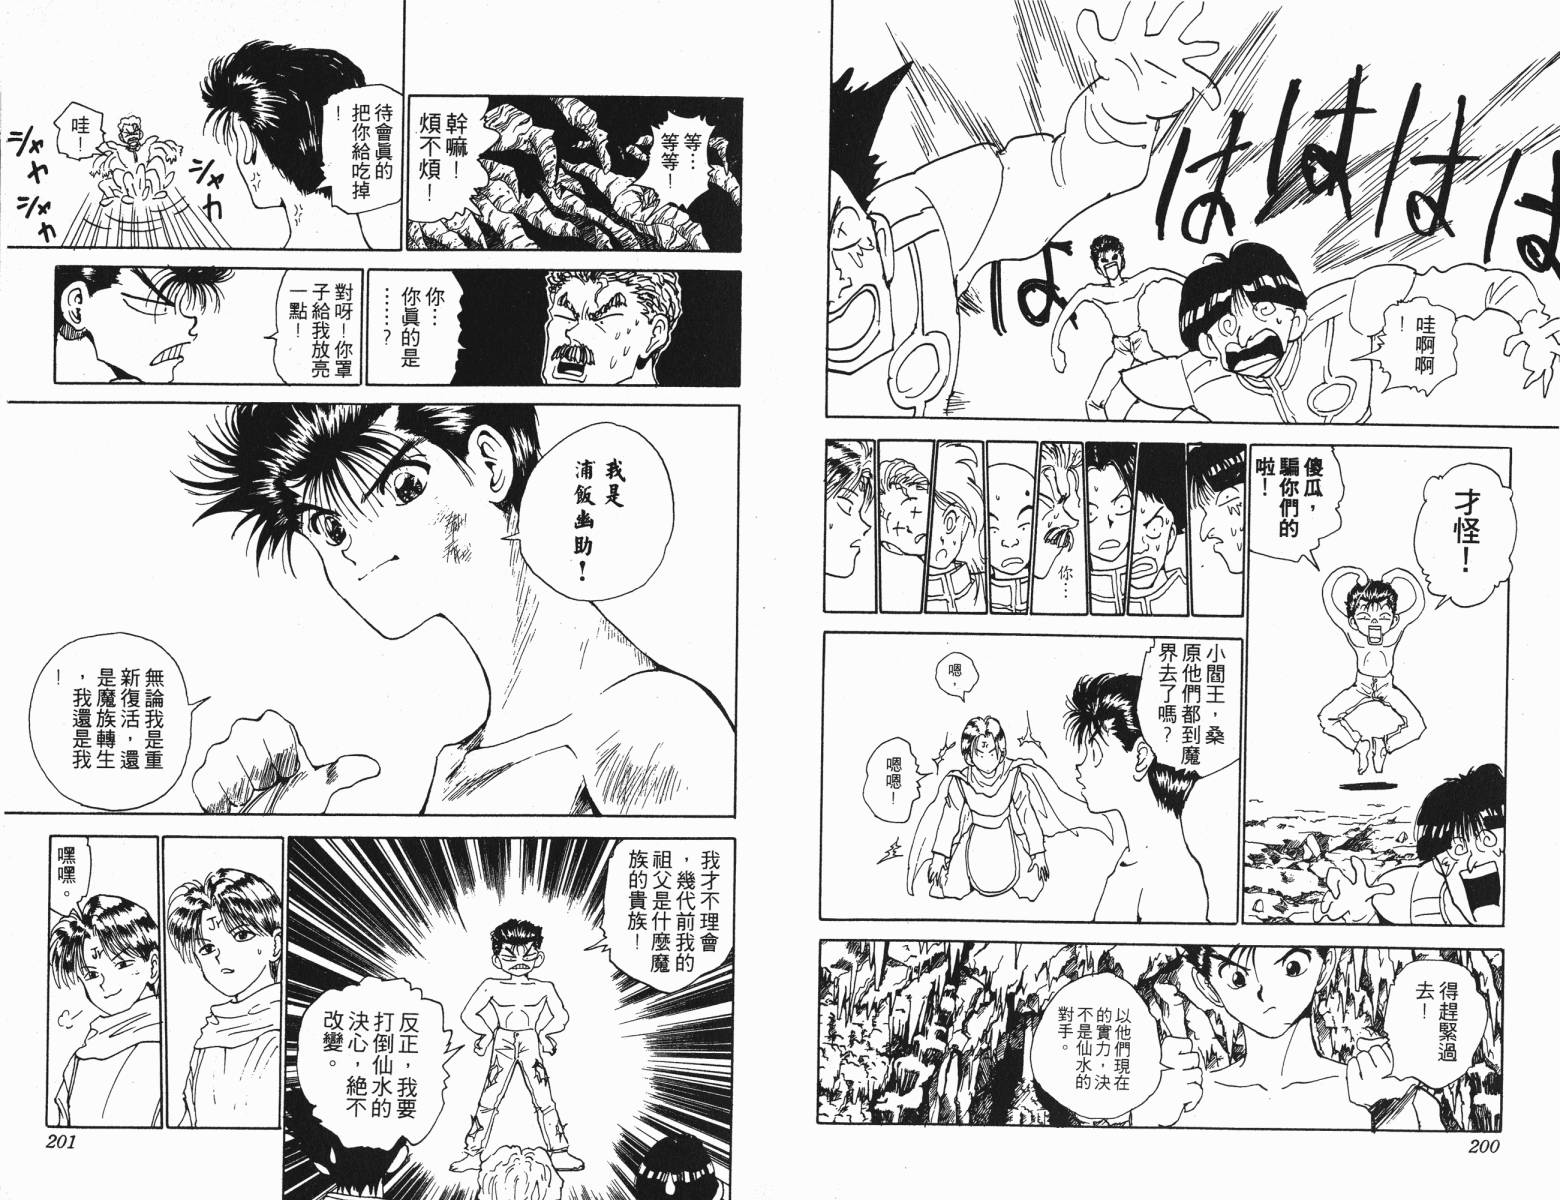 はははははは
哇啊啊
！
才怪！
傻瓜，
騙你們的
啦！
你…
小閻王，桑
原他們都到魔
界去了嗎？
嗯，
嗯嗯！
得趕緊過
去！
以他們現在
的實力，決
不是仙水的
對手。
200
等…
等等！
幹嘛！
煩不煩！
待會真的
把你給吃掉
！
哇！
シャカ
シャカ
シャカ
你…
你真的是
……？
對呀！你罩
子給我放亮
一點！
我是
浦飯幽助！
無論我是重
新復活，還
是魔族轉生
，我還是我
！
我才不理會
，幾代前我的
祖父是什麼魔
族的貴族！
反正，我要
打倒仙水的
決心，絕不
改變。
嘿嘿。
201